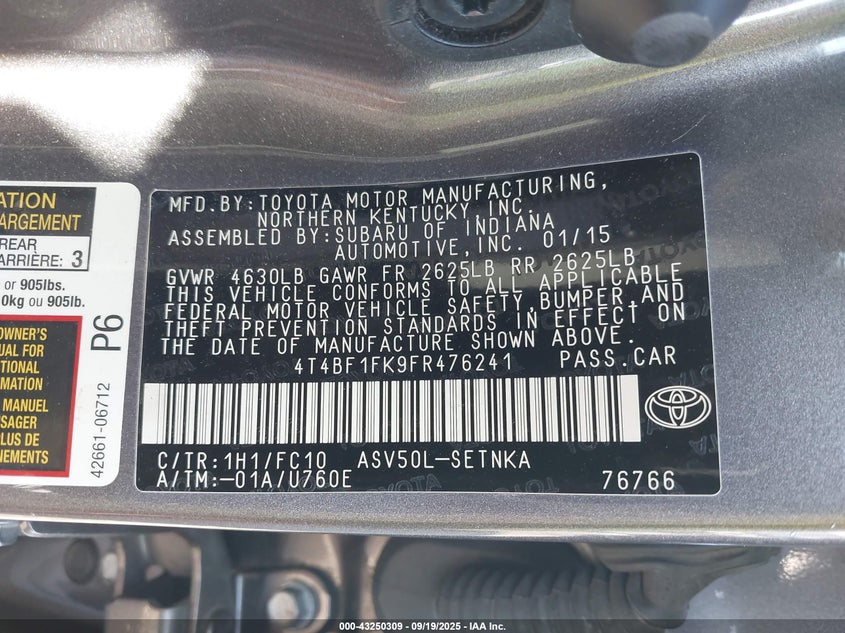 MFD.BY:TOYOTA MOTOR MANUFACTURING,
NORTHERN KENTUCKY,INC.
ASSEMBLED BY:SUBARU OF INDIANA
AUTOMOTIVE,INC. 01/15
GVWR 4630LB GAWR FR 2625LB RR 2625LB
THIS VEHICLE CONFORMS TO ALL APPLICABLE
FEDERAL MOTOR VEHICLE SAFETY,BUMPER,AND
THEFT PREVENTION STANDARDS IN EFFECT ON
THE DATE OF MANUFACTURE SHOWN ABOVE.
4T4BF1FK9FR476241 PASS.CAR
C/TR:1H1/FC10 ASV50L-SETNKA
A/TM:-01A/U760E 76766
ATION
ARGEMENT
REAR
ARRIÈRE: 3
or 905lbs.
0kg ou 905lb.
OWNER'S
UAL FOR
TIONAL
RMATION
MANUEL
SAGER
PLUS DE
NEMENTS
P6
42661-06712
000-43250309 - 09/19/2025 - IAA Inc.